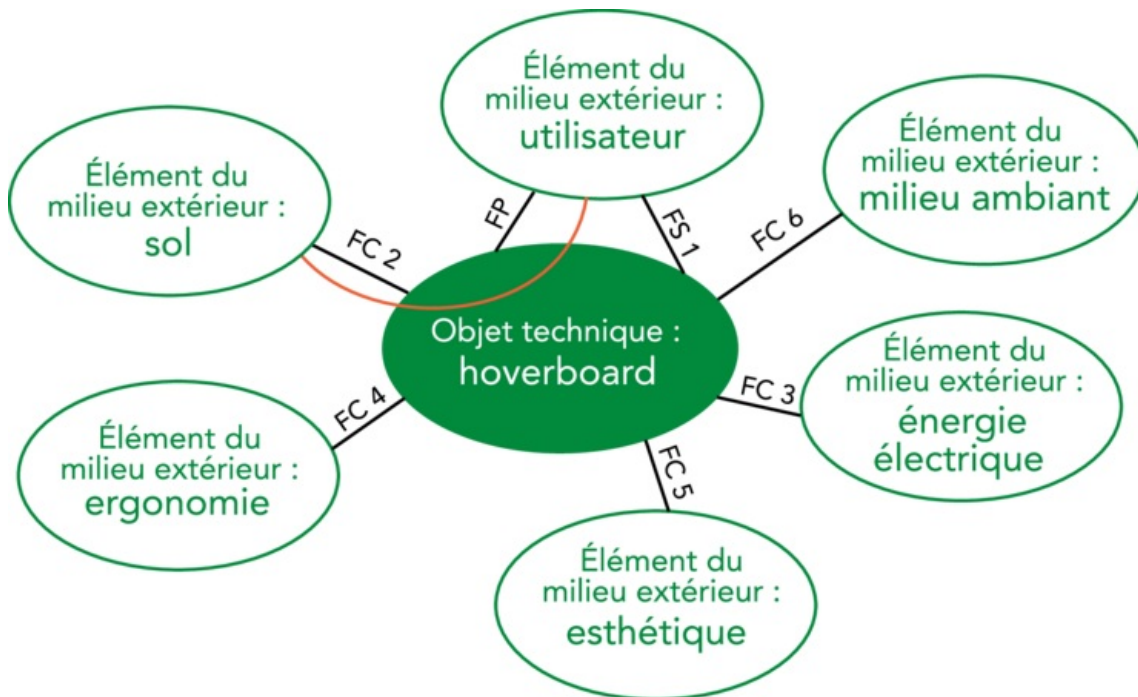 Élément du
milieu extérieur :
utilisateur
Élément du
milieu extérieur :
milieu ambiant
Élément du
milieu extérieur :
sol
FC 2
FP
FS 1
FC 6
Objet technique :
hoverboard
Élément du
milieu extérieur :
énergie
électrique
FC 3
FC 4
Élément du
milieu extérieur :
ergonomie
FC 5
Élément du
milieu extérieur :
esthétique